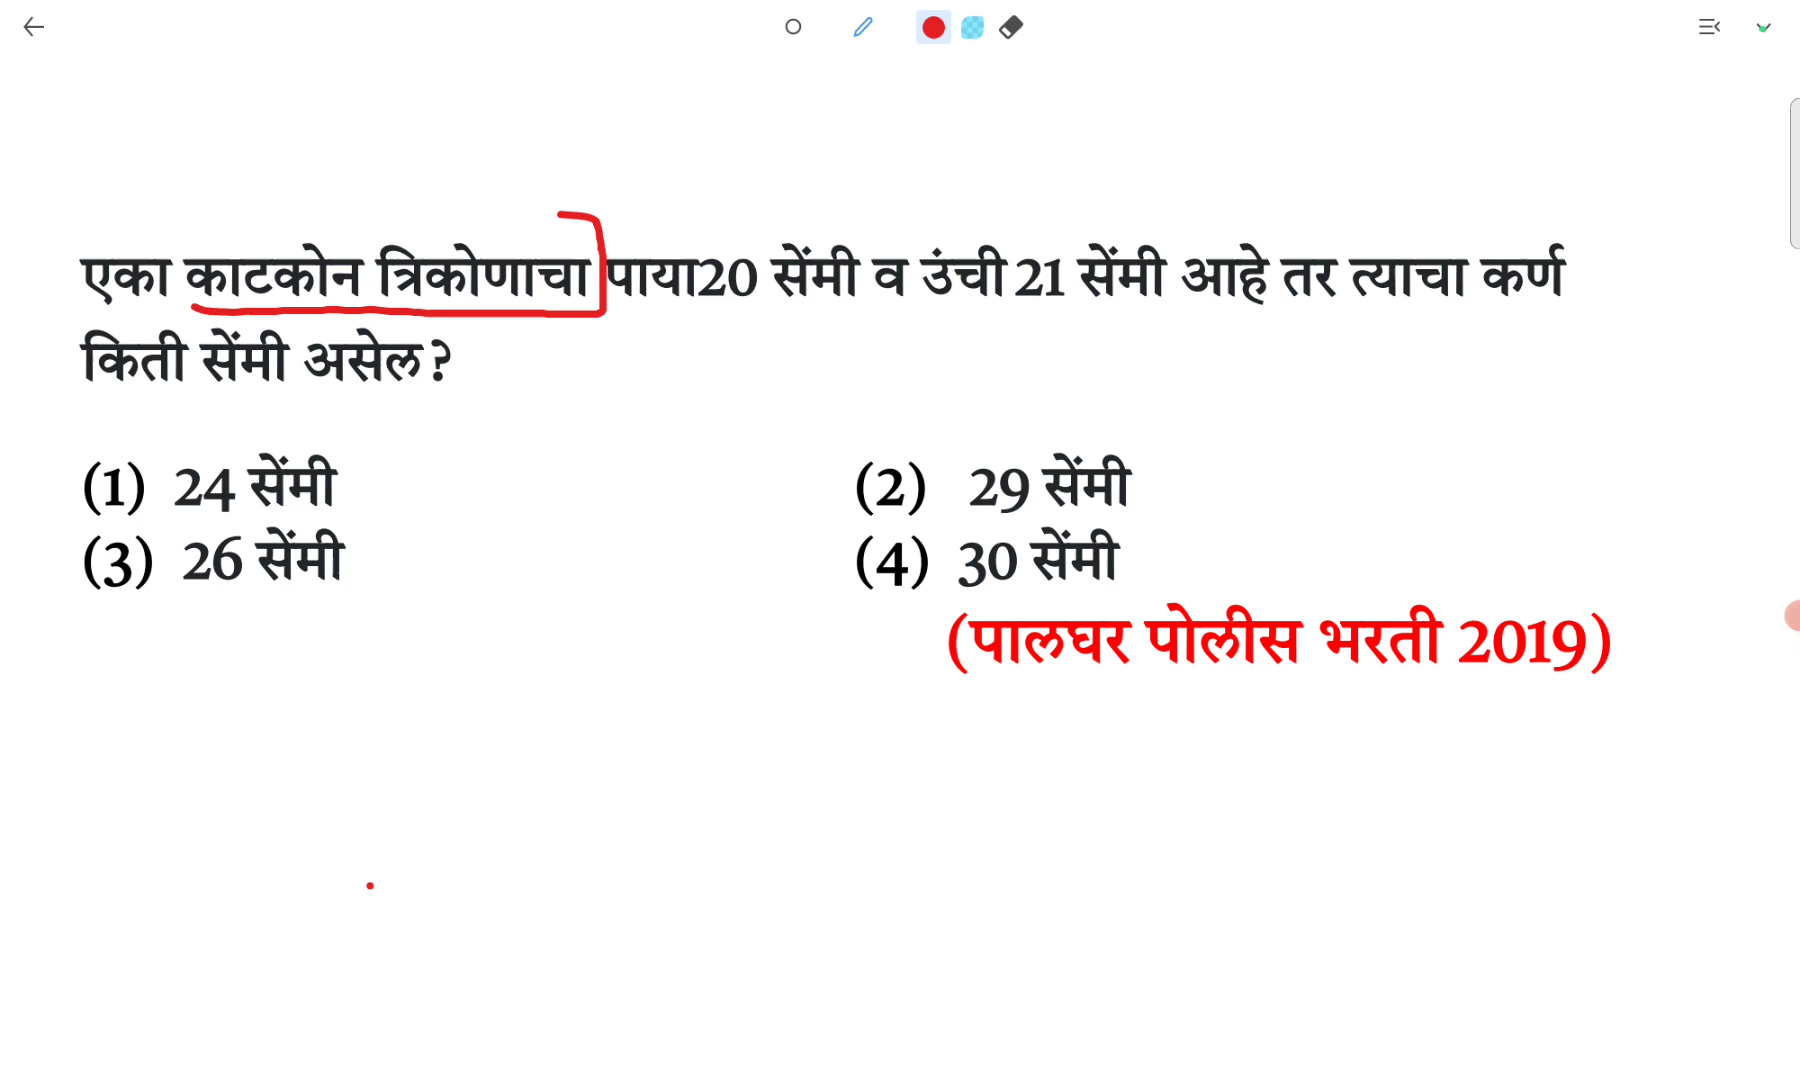 एका काटकोन त्रिकोणाचा पाया20 सेंमी व उंची 21 सेंमी आहे तर त्याचा कर्ण
किती सेंमी असेल?
(1) 24 सेंमी (2) 29 सेंमी
(3) 26 सेंमी (4) 30 सेंमी
(पालघर पोलीस भरती 2019)